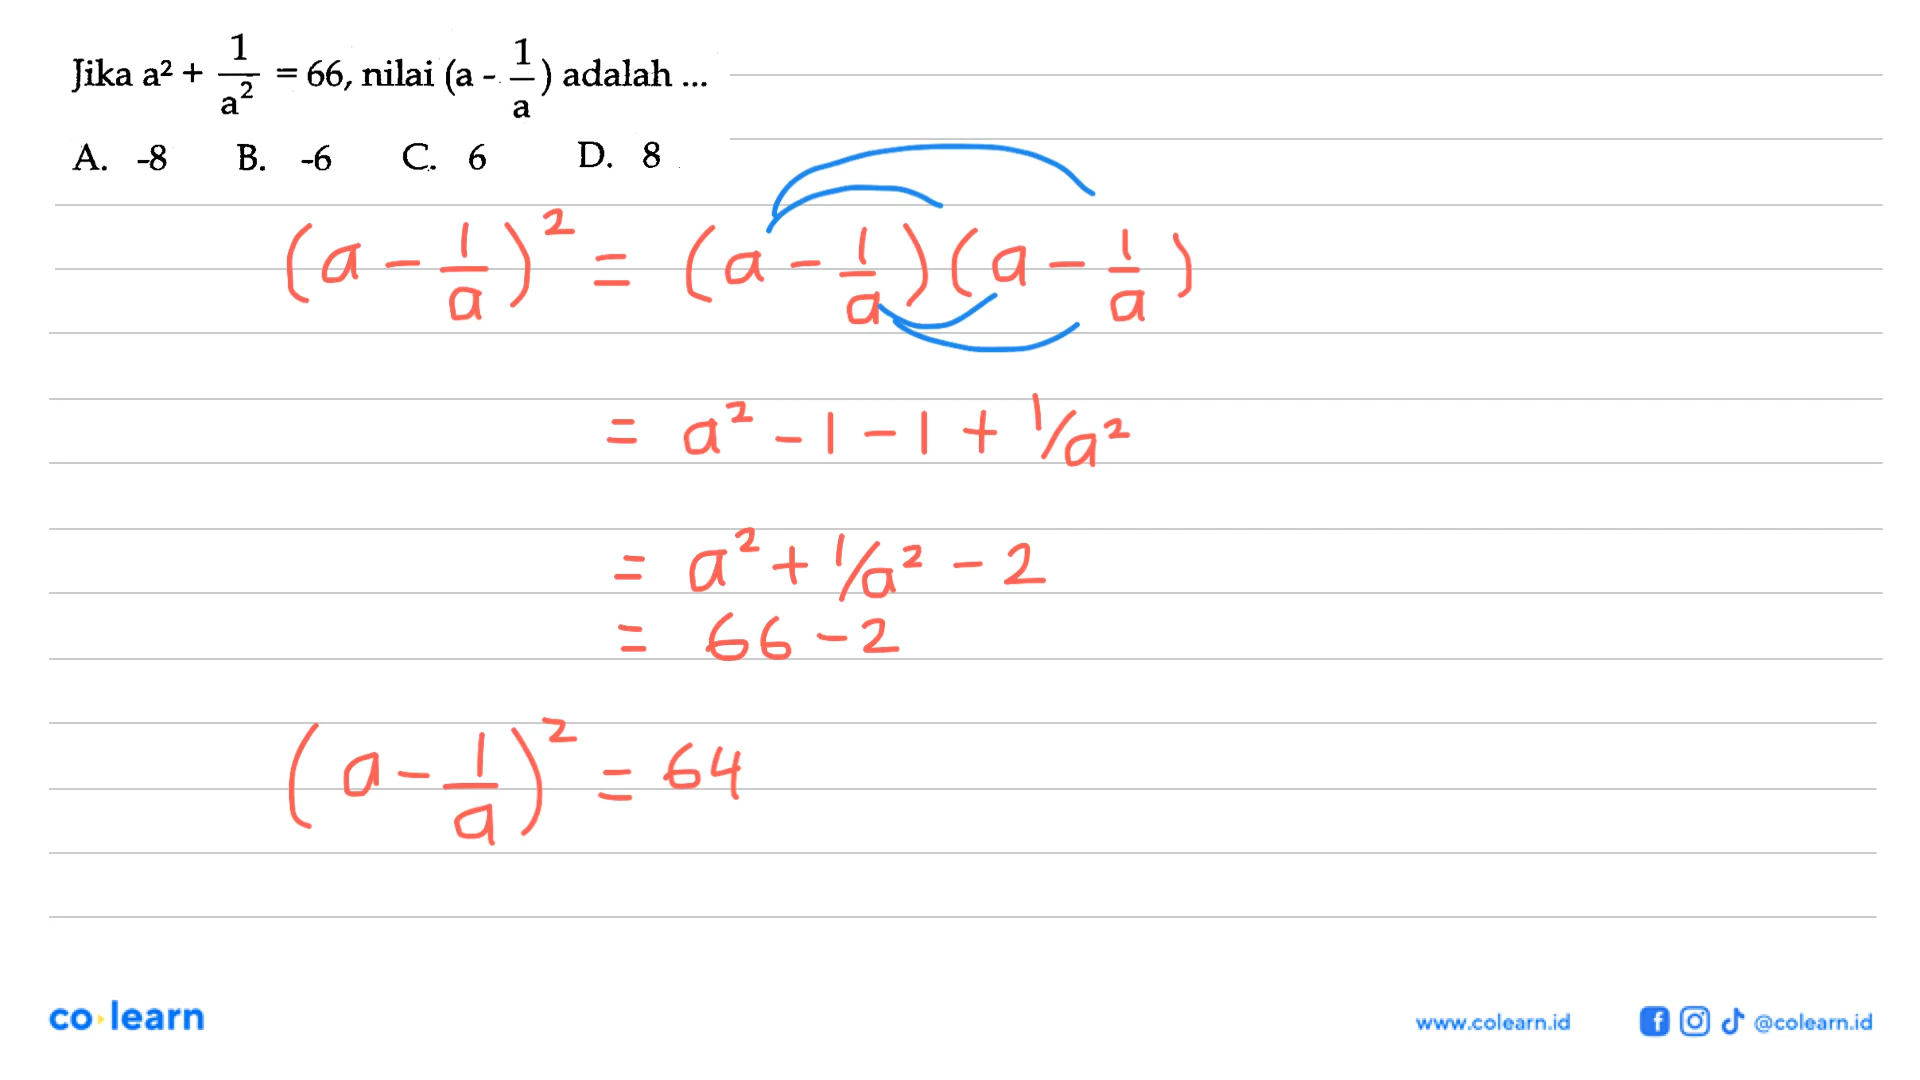 Jika a² + 1/a² = 66, nilai (a - 1/a) adalah ...
A. -8 B. -6 C. 6 D. 8
(a - 1/a)² = (a - 1/a)(a - 1/a)
= a² - 1 - 1 + 1/a²
= a² + 1/a² - 2
= 66 - 2
(a - 1/a)² = 64
co learn
www.colearn.id @colearn.id